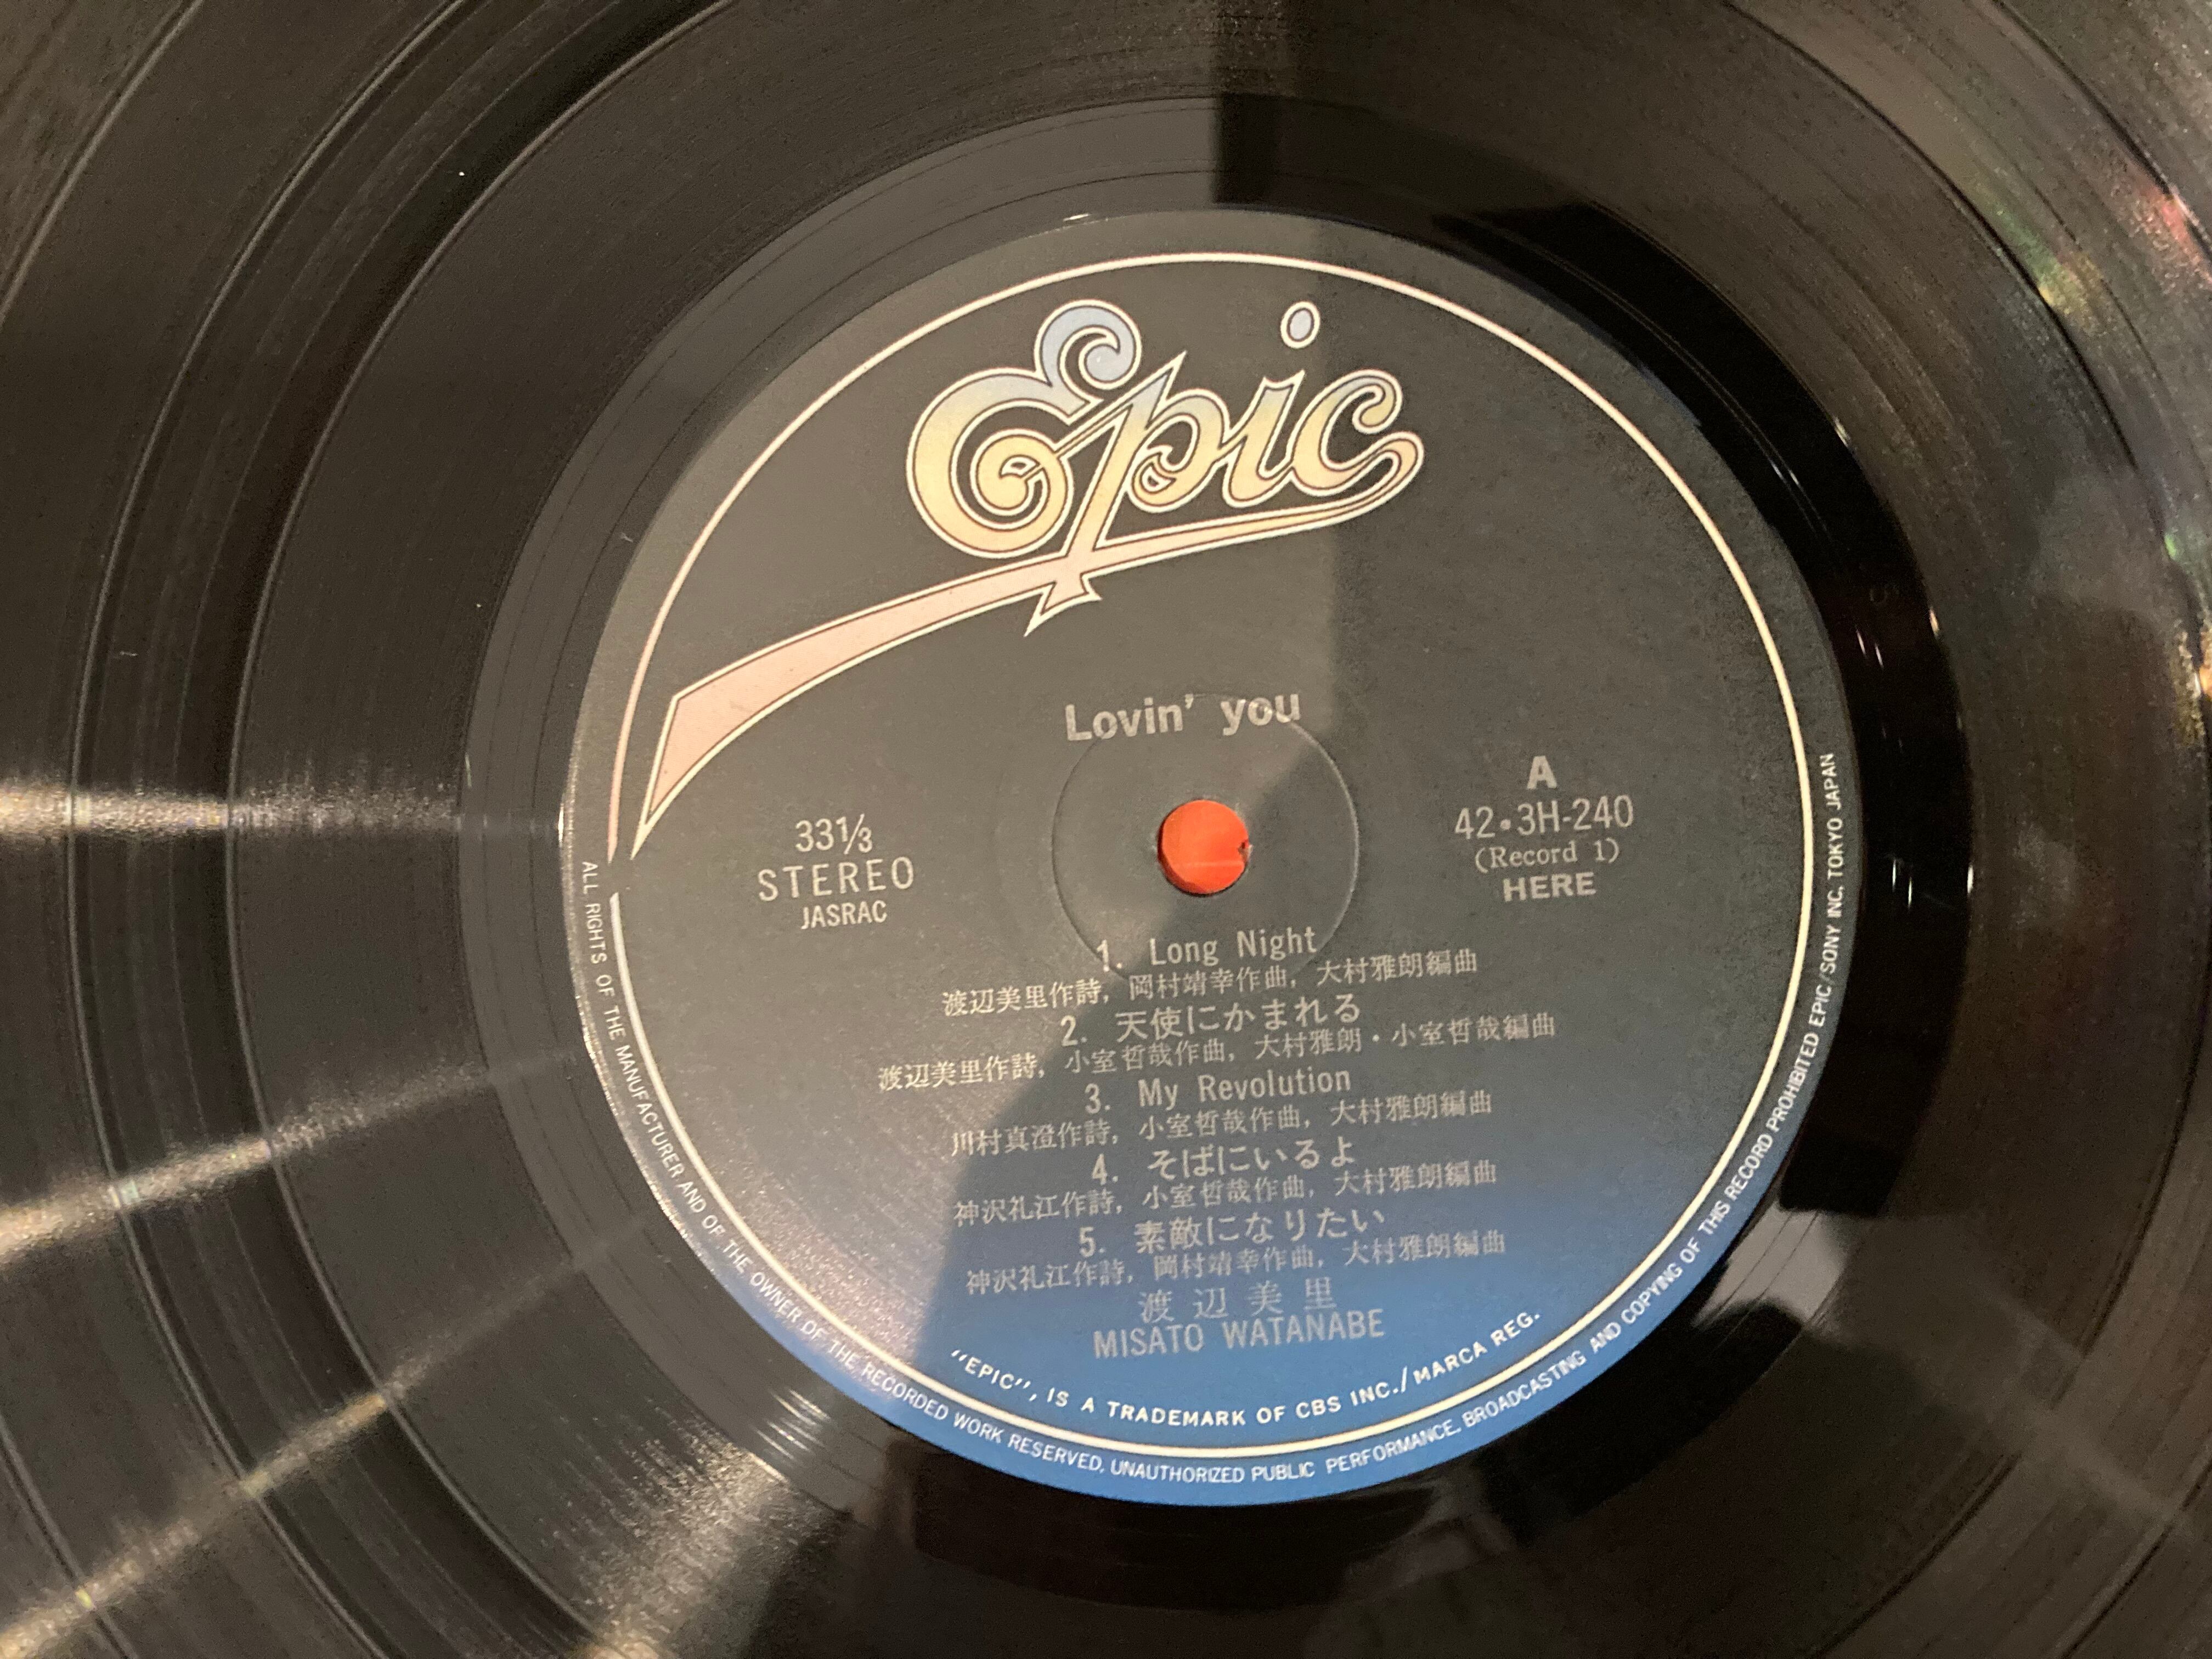 Epic
Lovin' you
33⅓
STEREO
JASRAC
A
42・3H-240
(Record 1)
HERE
1. Long Night
渡辺美里作詩, 岡村靖幸作曲, 大村雅朗編曲
2. 天使にかまれる
渡辺美里作詩, 小室哲哉作曲, 大村雅朗・小室哲哉編曲
3. My Revolution
川村真澄作詩, 小室哲哉作曲, 大村雅朗編曲
4. そばにいるよ
神沢礼江作詩, 小室哲哉作曲, 大村雅朗編曲
5. 素敵になりたい
神沢礼江作詩, 岡村靖幸作曲, 大村雅朗編曲
渡辺美里
MISATO WATANABE
"EPIC", IS A TRADEMARK OF CBS INC./MARCA REG.
ALL RIGHTS OF THE MANUFACTURER AND OF THE OWNER OF THE RECORDED WORK RESERVED. UNAUTHORIZED PUBLIC PERFORMANCE. BROADCASTING AND COPYING OF THIS RECORD PROHIBITED EPIC/SONY INC. TOKYO JAPAN